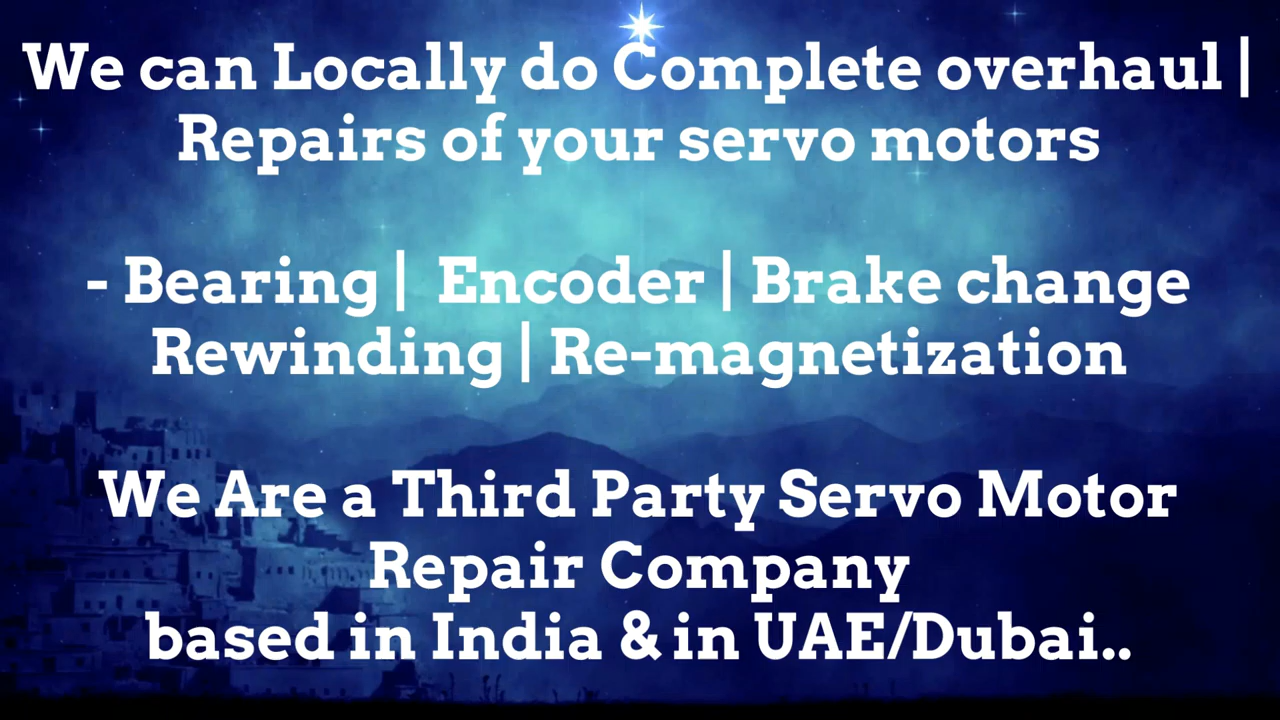 We can Locally do Complete overhaul |
Repairs of your servo motors
- Bearing | Encoder | Brake change
Rewinding | Re-magnetization
We Are a Third Party Servo Motor
Repair Company
based in India & in UAE/Dubai..